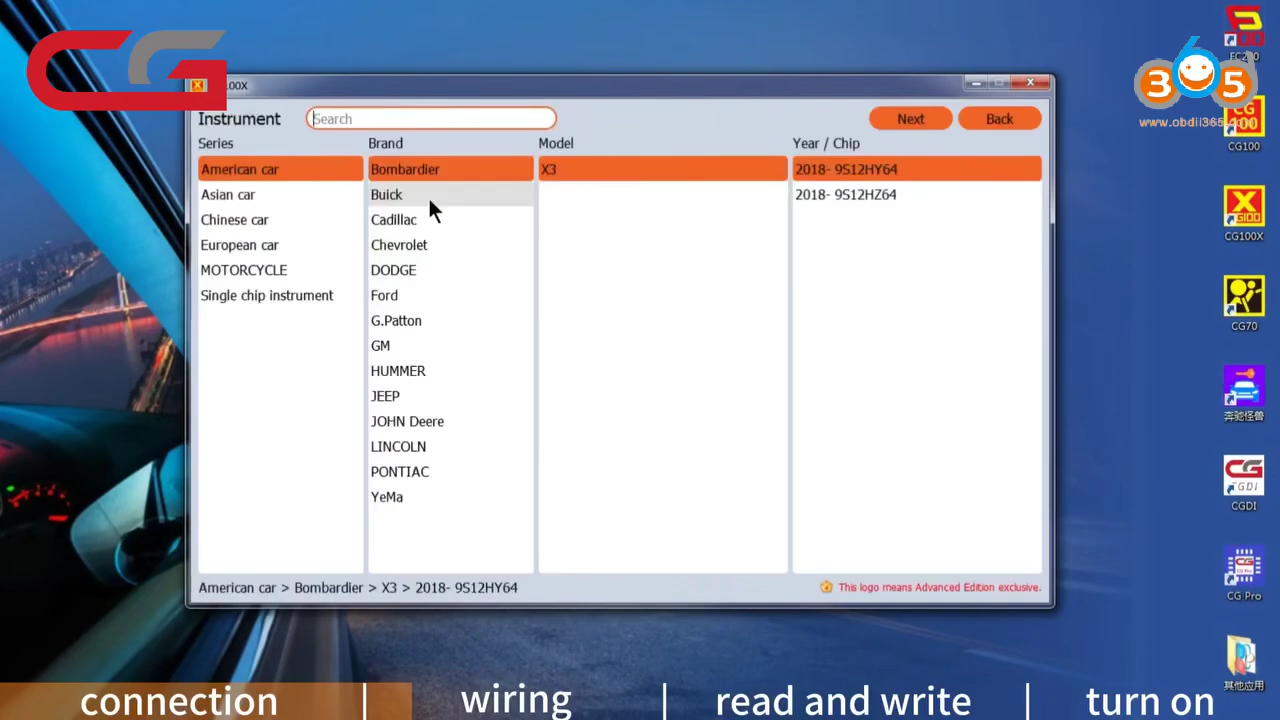 CG
365
www.obdii365.com
00X
Instrument
Search
Next
Back
Series
Brand
Model
Year / Chip
American car
Asian car
Chinese car
European car
MOTORCYCLE
Single chip instrument
Bombardier
Buick
Cadillac
Chevrolet
DODGE
Ford
G.Patton
GM
HUMMER
JEEP
JOHN Deere
LINCOLN
PONTIAC
YeMa
X3
2018- 9S12HY64
2018- 9S12HZ64
American car > Bombardier > X3 > 2018- 9S12HY64
This logo means Advanced Edition exclusive.
CG
100
CG100
X
G100
CG100X
CG70
奔驰怪兽
CG
CGDI
CGDI
CG Pro
其他应用
connection
wiring
read and write
turn on